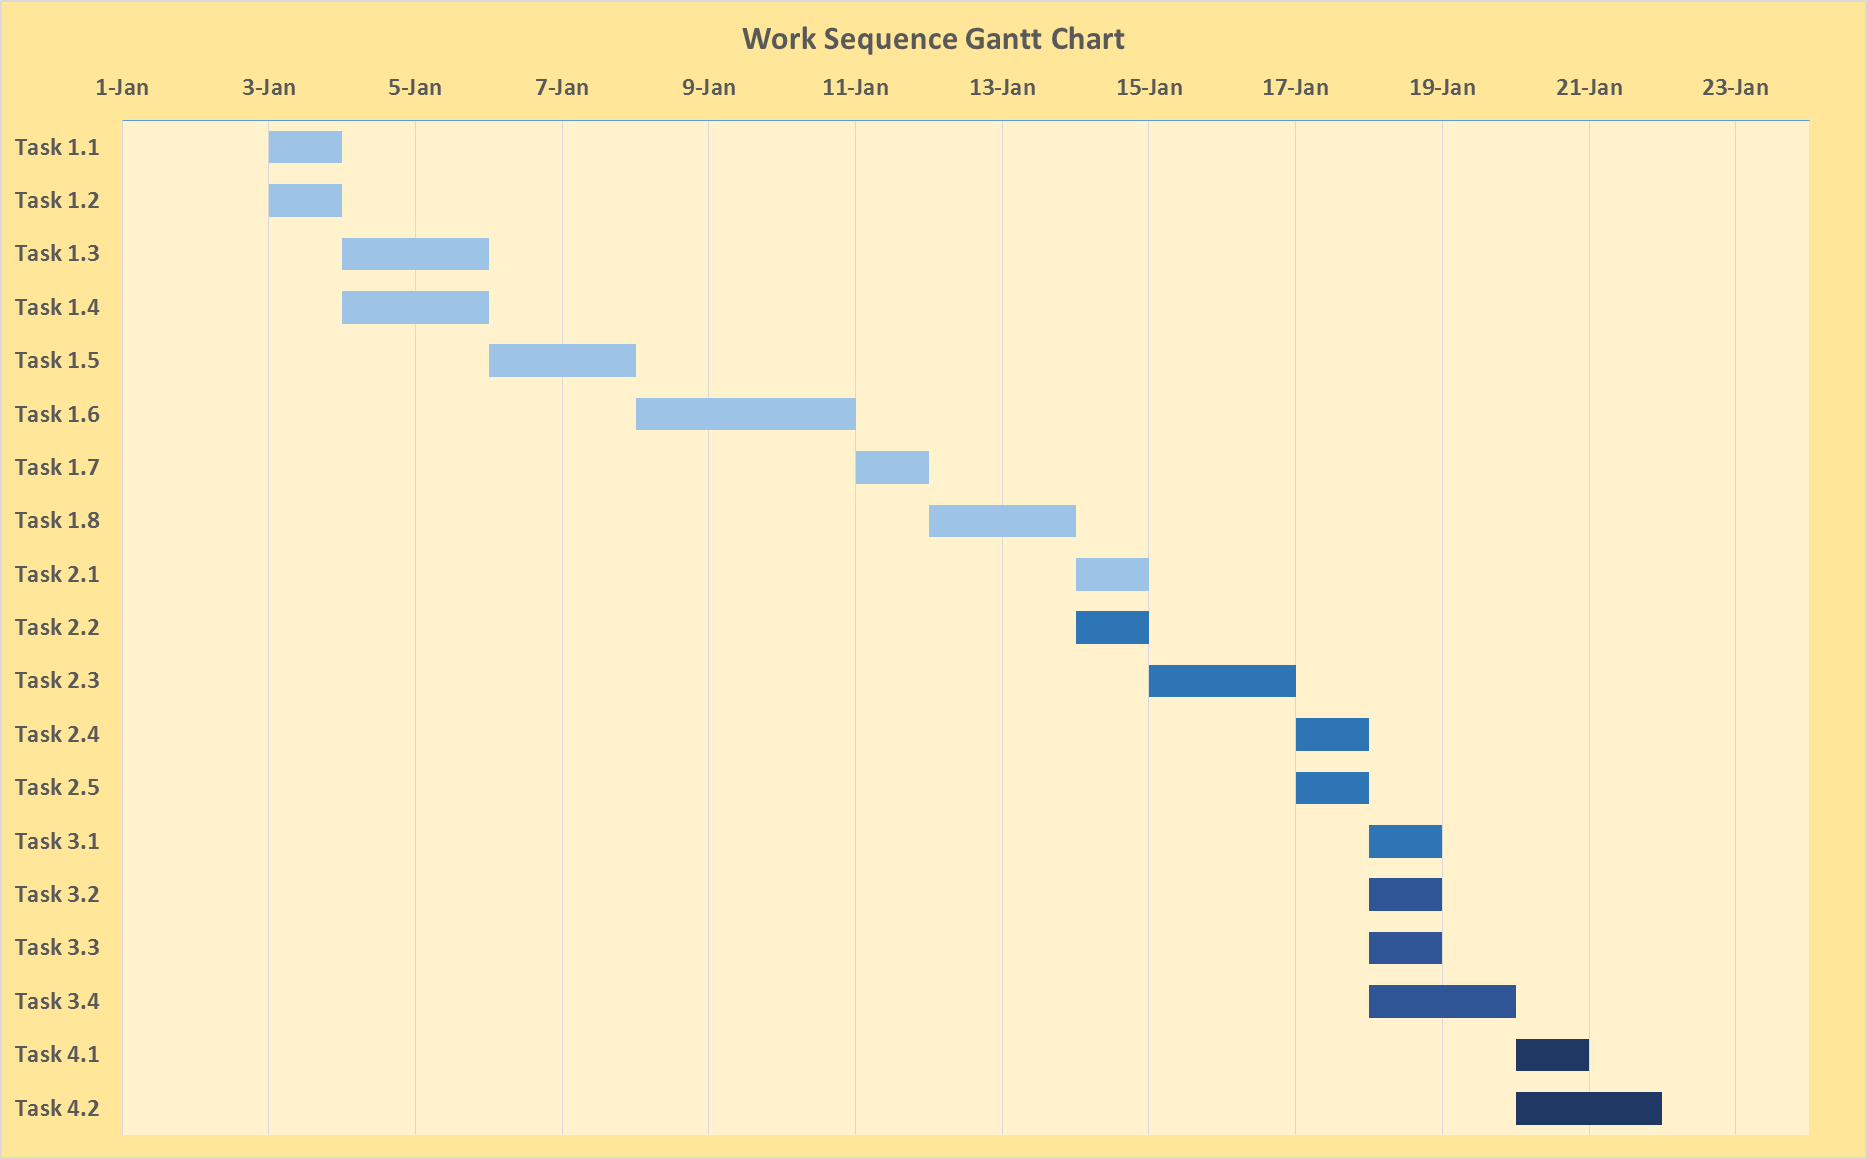 Work Sequence Gantt Chart
1-Jan 3-Jan 5-Jan 7-Jan 9-Jan 11-Jan 13-Jan 15-Jan 17-Jan 19-Jan 21-Jan 23-Jan
Task 1.1
Task 1.2
Task 1.3
Task 1.4
Task 1.5
Task 1.6
Task 1.7
Task 1.8
Task 2.1
Task 2.2
Task 2.3
Task 2.4
Task 2.5
Task 3.1
Task 3.2
Task 3.3
Task 3.4
Task 4.1
Task 4.2